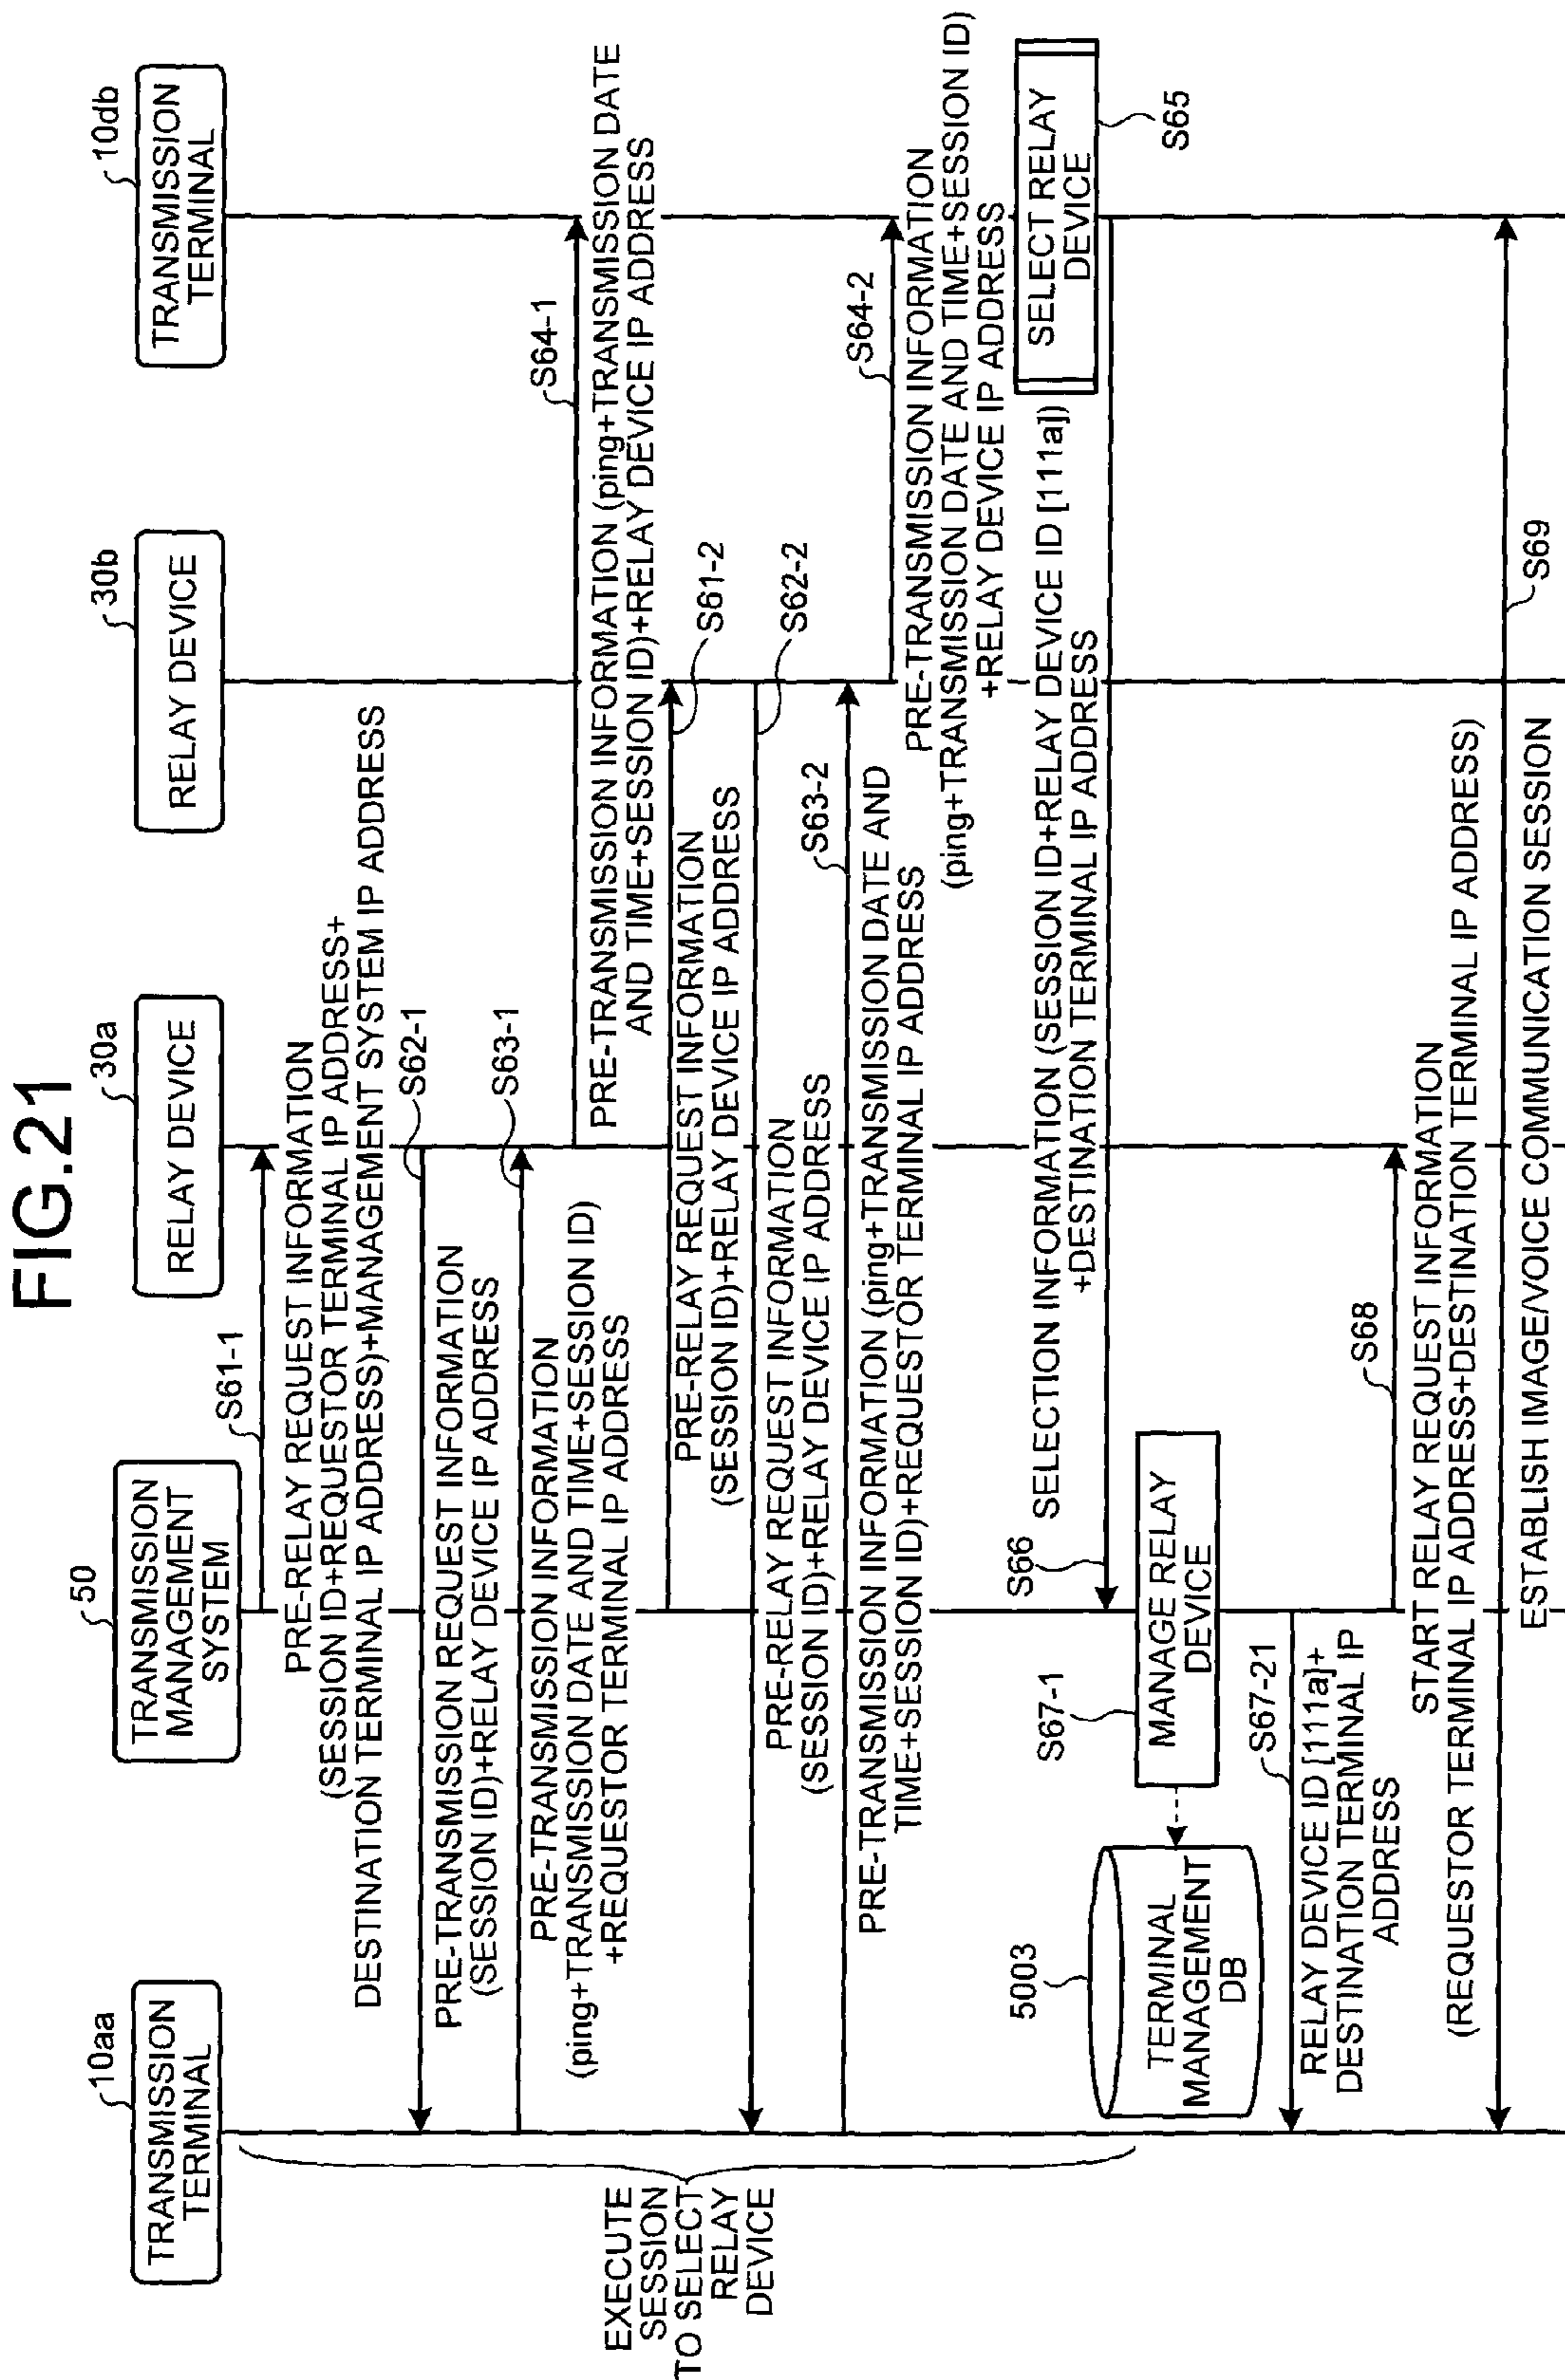 FIG.21
10aa
TRANSMISSION
TERMINAL
50
TRANSMISSION
MANAGEMENT
SYSTEM
30a
RELAY DEVICE
30b
RELAY DEVICE
10db
TRANSMISSION
TERMINAL
S61-1
PRE-RELAY REQUEST INFORMATION
(SESSION ID+REQUESTOR TERMINAL IP ADDRESS+
DESTINATION TERMINAL IP ADDRESS)+MANAGEMENT SYSTEM IP ADDRESS
S62-1
PRE-TRANSMISSION REQUEST INFORMATION
(SESSION ID)+RELAY DEVICE IP ADDRESS
S63-1
PRE-TRANSMISSION INFORMATION
(ping+TRANSMISSION DATE AND TIME+SESSION ID)
+REQUESTOR TERMINAL IP ADDRESS
S64-1
PRE-TRANSMISSION INFORMATION (ping+TRANSMISSION DATE
AND TIME+SESSION ID)+RELAY DEVICE IP ADDRESS
S61-2
PRE-RELAY REQUEST INFORMATION
(SESSION ID)+RELAY DEVICE IP ADDRESS
S62-2
PRE-RELAY REQUEST INFORMATION
(SESSION ID)+RELAY DEVICE IP ADDRESS
S63-2
PRE-TRANSMISSION INFORMATION (ping+TRANSMISSION DATE AND
TIME+SESSION ID)+REQUESTOR TERMINAL IP ADDRESS
S64-2
PRE-TRANSMISSION INFORMATION
(ping+TRANSMISSION DATE AND TIME+SESSION ID)
+RELAY DEVICE IP ADDRESS
SELECT RELAY
DEVICE
S65
EXECUTE
SESSION
TO SELECT
RELAY
DEVICE
S66
SELECTION INFORMATION (SESSION ID+RELAY DEVICE ID [111a])
+DESTINATION TERMINAL IP ADDRESS
S67-1
MANAGE RELAY
DEVICE
5003
TERMINAL
MANAGEMENT
DB
S67-21
RELAY DEVICE ID [111a]+
DESTINATION TERMINAL IP
ADDRESS
S68
START RELAY REQUEST INFORMATION
(REQUESTOR TERMINAL IP ADDRESS+DESTINATION TERMINAL IP ADDRESS)
S69
ESTABLISH IMAGE/VOICE COMMUNICATION SESSION